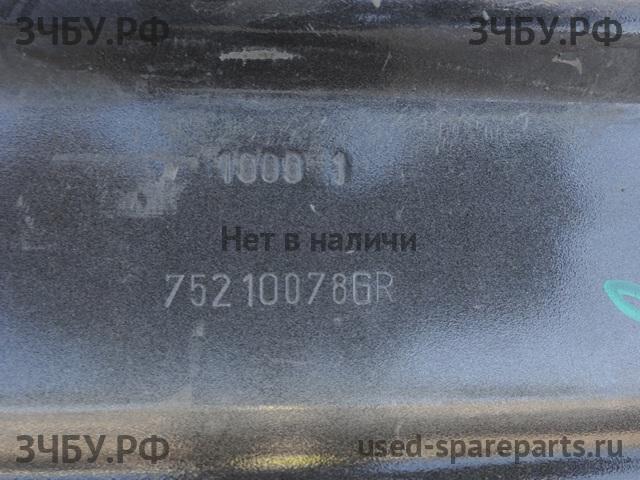 ЗЧБУ.РФ ЗЧБУ.РФ
1000 1
Нет в наличи
75210078GR
ЗЧБУ.РФ used-spareparts.ru